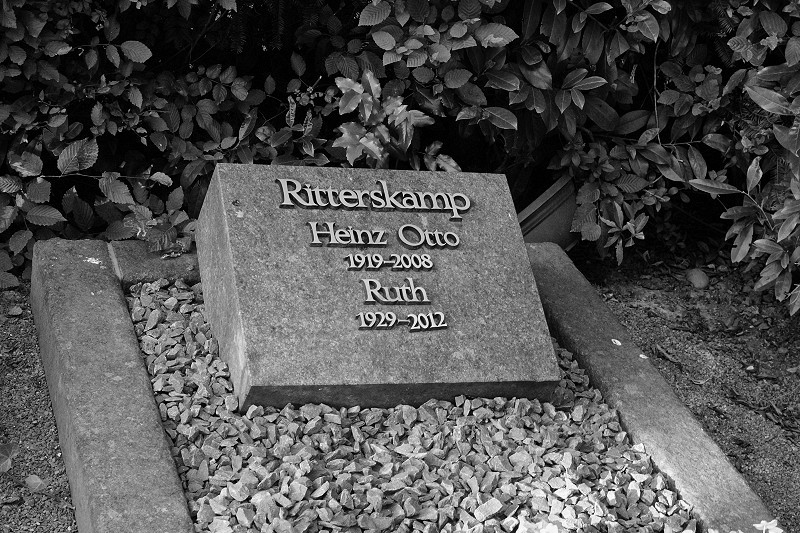 Ritterskamp
Heinz Otto
1919–2008
Ruth
1929–2012